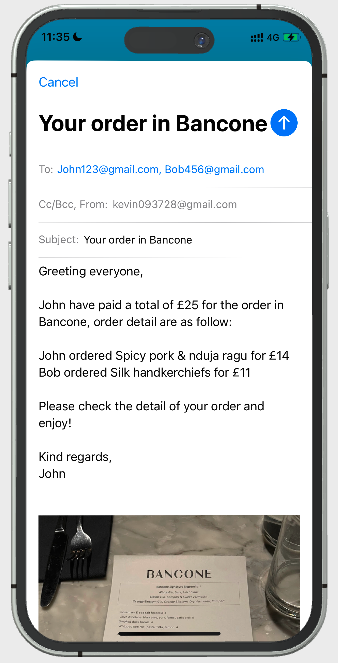 11:35
4G
Cancel
Your order in Bancone
To: John123@gmail.com, Bob456@gmail.com
Cc/Bcc, From: kevin093728@gmail.com
Subject: Your order in Bancone
Greeting everyone,
John have paid a total of £25 for the order in
Bancone, order detail are as follow:
John ordered Spicy pork & nduja ragu for £14
Bob ordered Silk handkerchiefs for £11
Please check the detail of your order and
enjoy!
Kind regards,
John
BANCONE